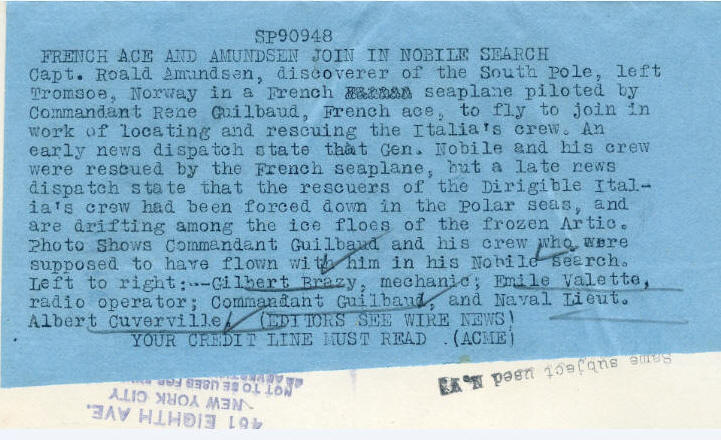 SP90948
FRENCH ACE AND AMUNDSEN JOIN IN NOBILE SEARCH
Capt. Roald Amundsen, discoverer of the South Pole, left
Tromsoe, Norway in a French seaplane piloted by
Commandant Rene Guilbaud, French ace, to fly to join in
work of locating and rescuing the Italia's crew. An
early news dispatch state that Gen. Nobile and his crew
were rescued by the French seaplane, but a late news
dispatch state that the rescuers of the Dirigible Ital-
ia's crew had been forced down in the Polar seas, and
are drifting among the ice floes of the frozen Artic.
Photo Shows Commandant Guilbaud and his crew who were
supposed to have flown with him in his Nobile search.
Left to right:--Gilbert Brazy, mechanic; Emile Valette,
radio operator; Commandant Guilbaud, and Naval Lieut.
Albert Cuverville. (EDITORS SEE WIRE NEWS)
YOUR CREDIT LINE MUST READ .(ACME)
Same subject used
461 EIGHTH AVE.
NEW YORK CITY
NOT TO BE USED FOR